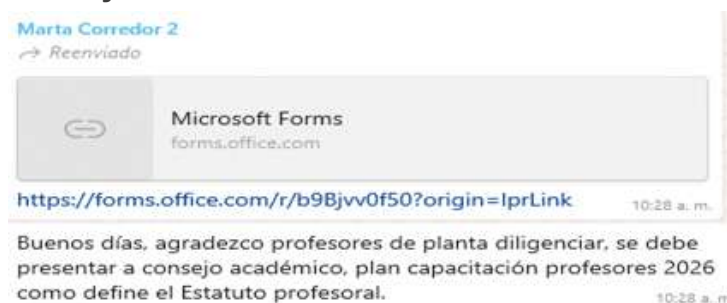 Marta Corredor 2
Reenviado
Microsoft Forms
forms.office.com
https://forms.office.com/r/b9Bjvv0f50?origin=lprLink
10:28 a. m.
Buenos días, agradezco profesores de planta diligenciar, se debe
presentar a consejo académico, plan capacitación profesores 2026
como define el Estatuto profesoral.
10:28 a. m